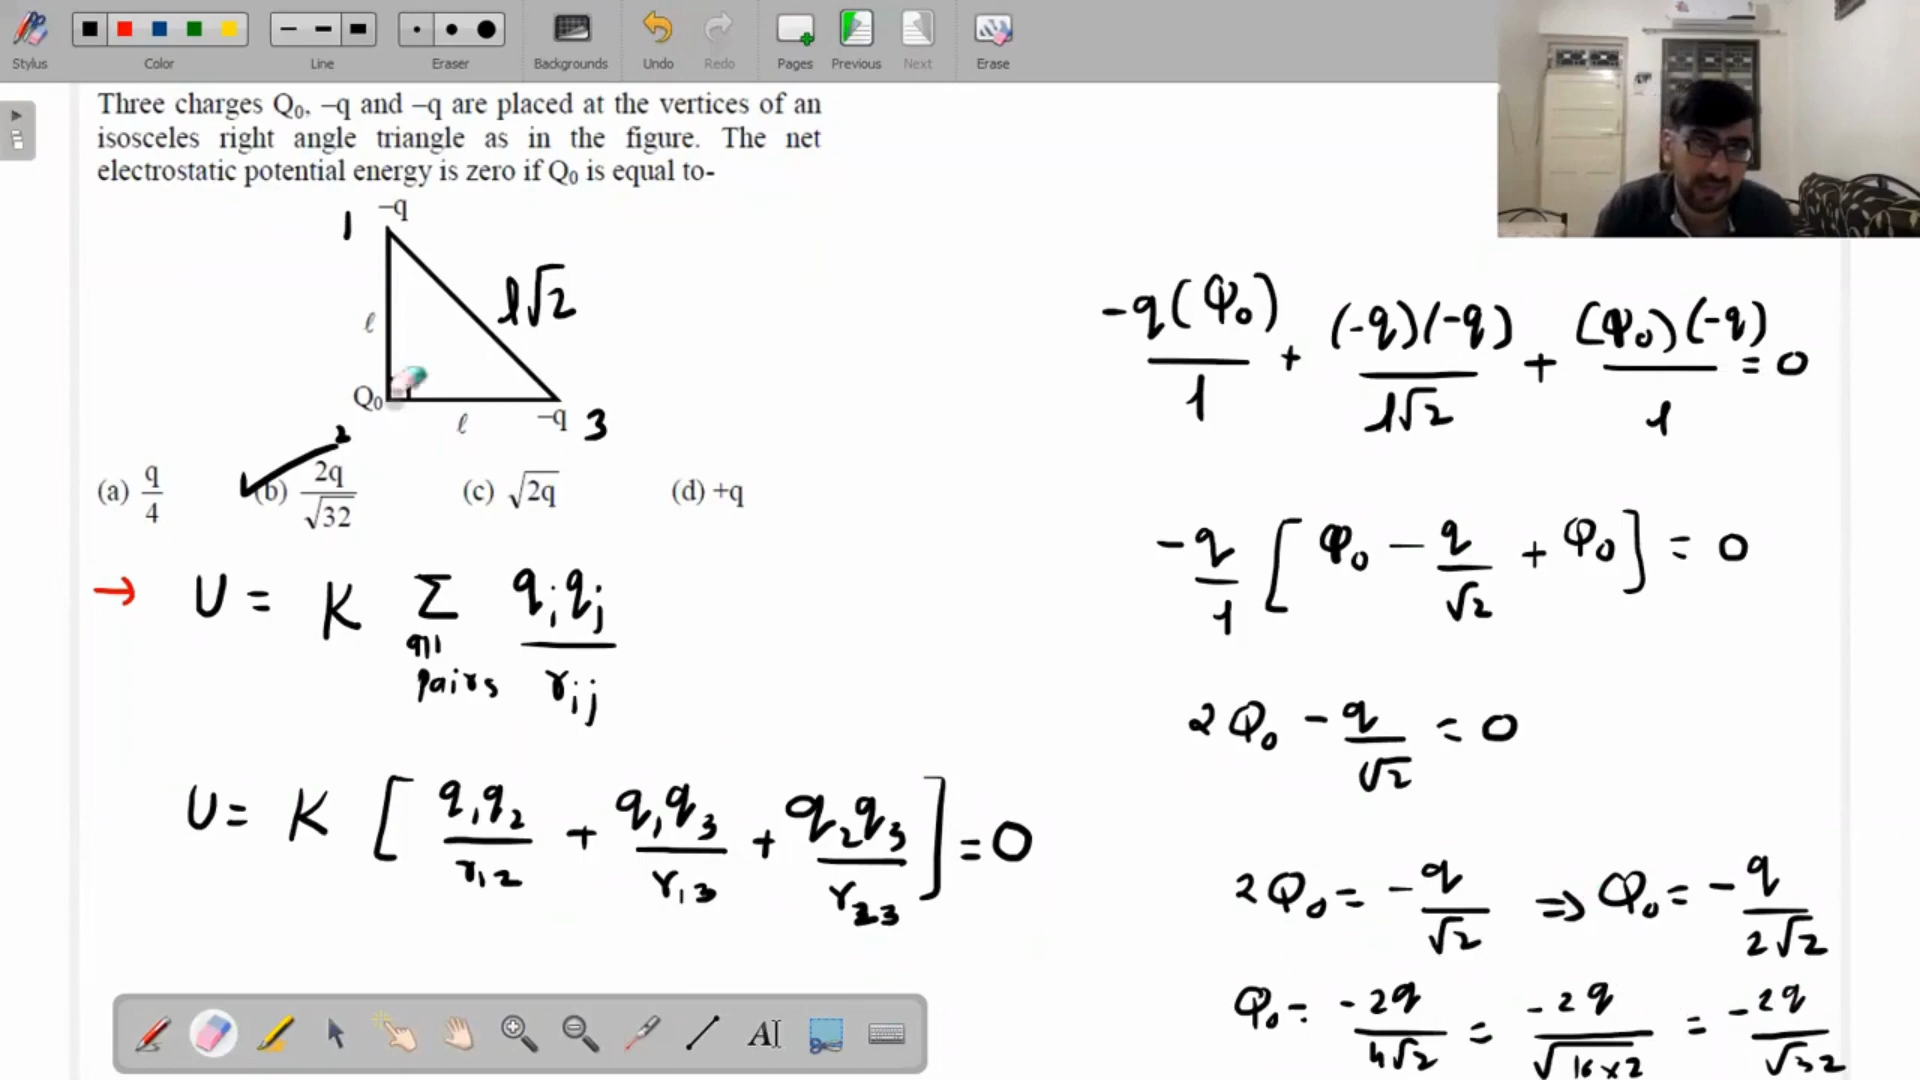 Stylus Color Line Eraser Backgrounds Undo Redo Pages Previous Next Erase
Three charges Q₀, –q and –q are placed at the vertices of an
isosceles right angle triangle as in the figure. The net
electrostatic potential energy is zero if Q₀ is equal to-
1 –q
ℓ l√2
Q₀ ℓ –q 3
2
(a) q/4 (b) 2q/√32 (c) √2q (d) +q
→ U = K Σ qᵢqⱼ/rᵢⱼ
all
pairs
U = K [ q₁q₂/r₁₂ + q₁q₃/r₁₃ + q₂q₃/r₂₃ ] = 0
-q(Q₀)/l + (-q)(-q)/l√2 + (Q₀)(-q)/l = 0
-q/l [ Q₀ - q/√2 + Q₀ ] = 0
2Q₀ - q/√2 = 0
2Q₀ = - q/√2 ⇒ Q₀ = - q/2√2
Q₀ = -2q/4√2 = -2q/√16×2 = -2q/√32
AI